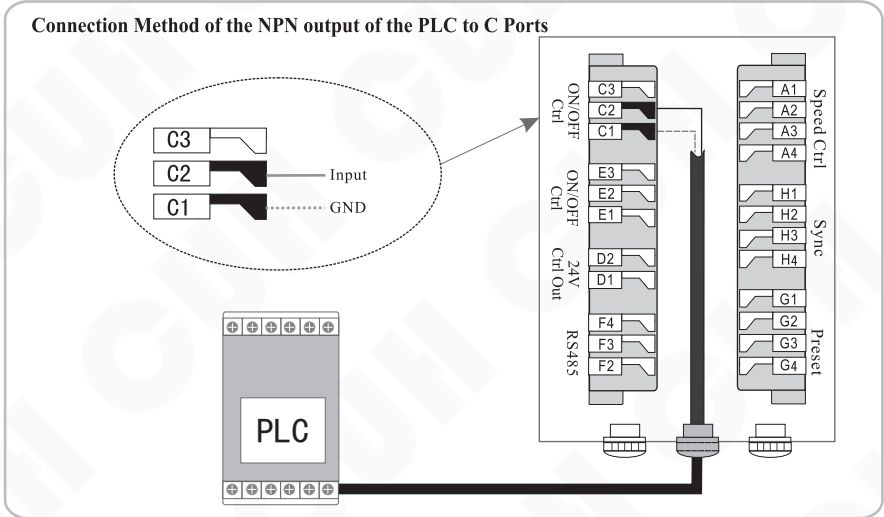 Connection Method of the NPN output of the PLC to C Ports
C3
C2
C1
Input
GND
ON/OFF
Ctrl
C3
C2
C1
ON/OFF
Ctrl
E3
E2
E1
24V
Ctrl Out
D2
D1
RS485
F4
F3
F2
A1
A2
A3
A4
Speed Ctrl
H1
H2
H3
H4
Sync
G1
G2
G3
G4
Preset
PLC